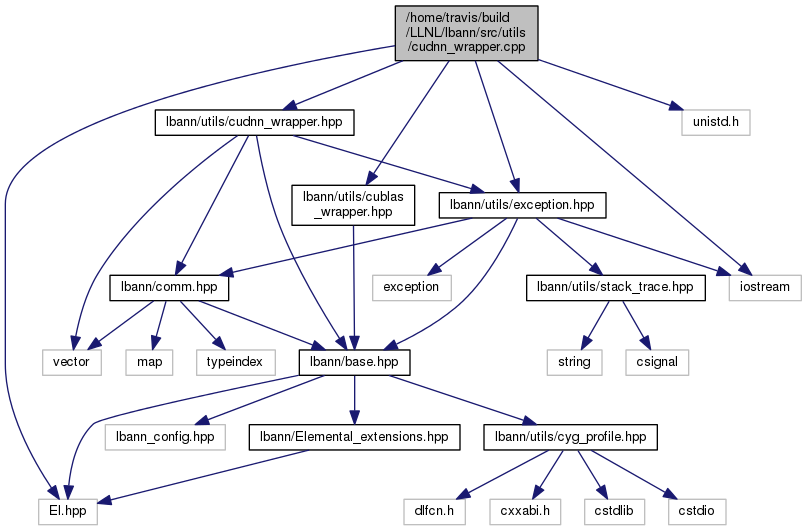 /home/travis/build
/LLNL/lbann/src/utils
/cudnn_wrapper.cpp
lbann/utils/cudnn_wrapper.hpp
unistd.h
lbann/utils/cublas
_wrapper.hpp
lbann/utils/exception.hpp
lbann/comm.hpp
exception
lbann/utils/stack_trace.hpp
iostream
vector
map
typeindex
lbann/base.hpp
string
csignal
lbann_config.hpp
lbann/Elemental_extensions.hpp
lbann/utils/cyg_profile.hpp
El.hpp
dlfcn.h
cxxabi.h
cstdlib
cstdio